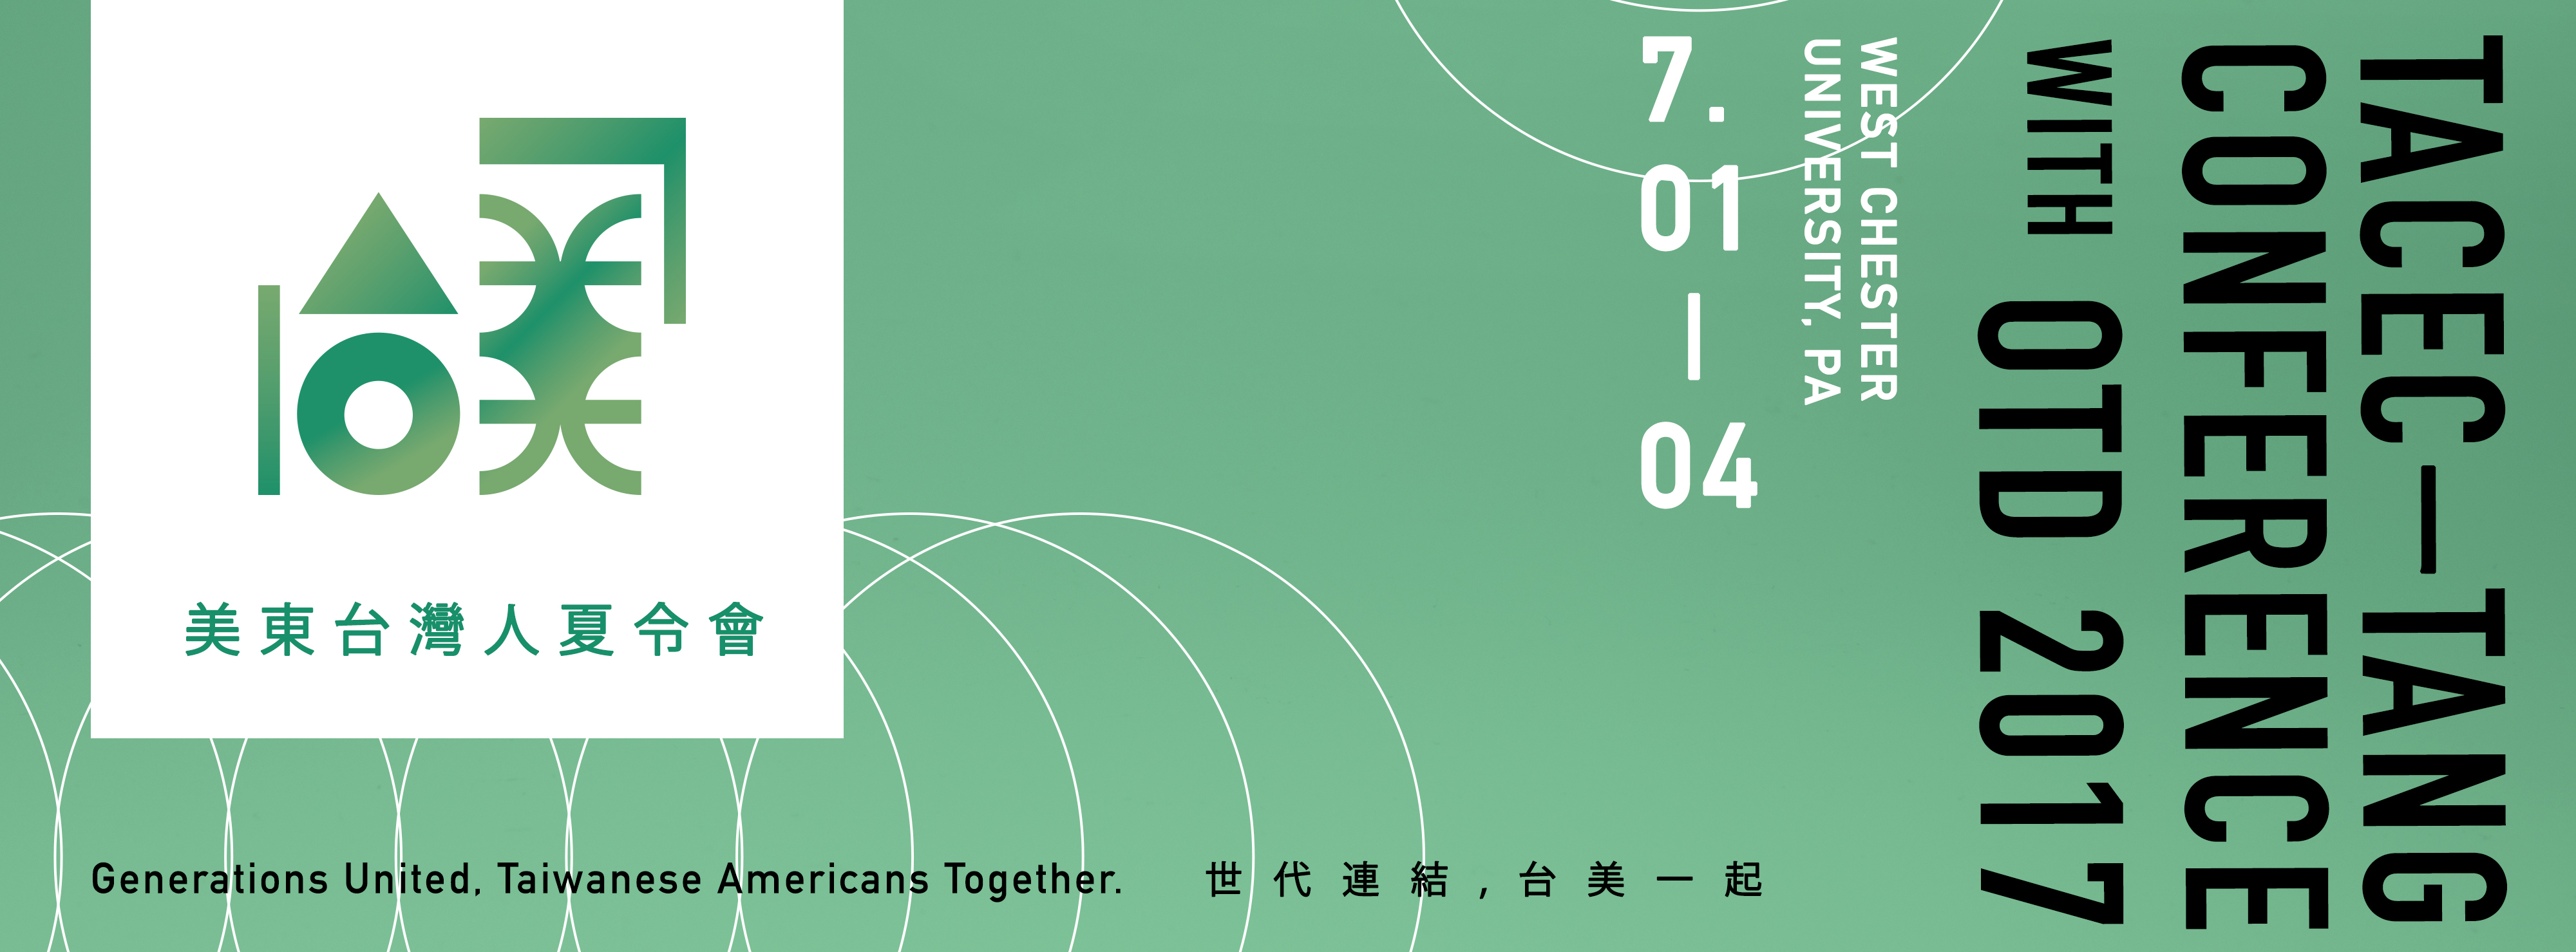 美東台灣人夏令會
7.
01
|
04
WEST CHESTER
UNIVERSITY, PA
TACEC—TANG
CONFERENCE
WITH OTD 2017
Generations United, Taiwanese Americans Together.
世代連結,台美一起